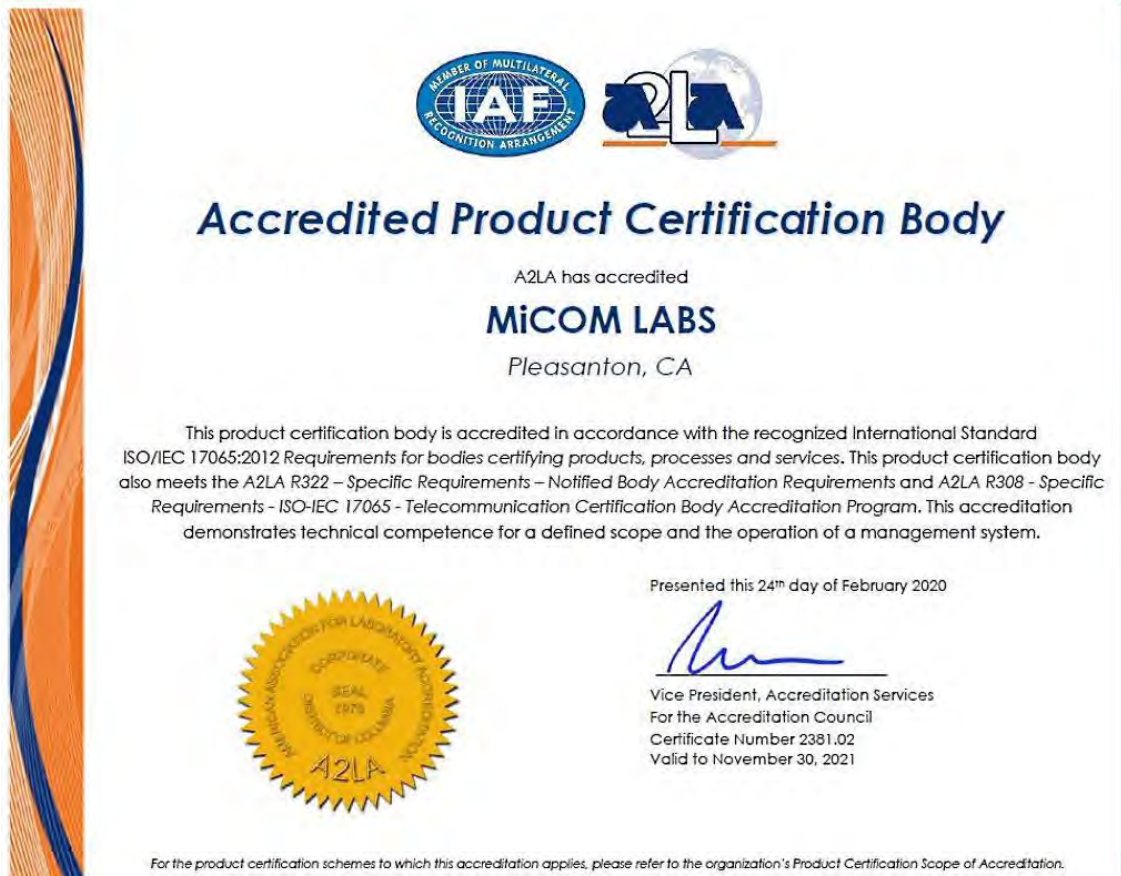 MEMBER OF MULTILATERAL
IAF
RECOGNITION ARRANGEMENT
a2La
Accredited Product Certification Body
A2LA has accredited
MiCOM LABS
Pleasanton, CA
This product certification body is accredited in accordance with the recognized International Standard
ISO/IEC 17065:2012 Requirements for bodies certifying products, processes and services. This product certification body
also meets the A2LA R322 – Specific Requirements – Notified Body Accreditation Requirements and A2LA R308 - Specific
Requirements - ISO-IEC 17065 - Telecommunication Certification Body Accreditation Program. This accreditation
demonstrates technical competence for a defined scope and the operation of a management system.
AMERICAN ASSOCIATION FOR LABORATORY ACCREDITATION
CORPORATE
SEAL
1978
DISTRICT OF COLUMBIA
A2LA
Presented this 24th day of February 2020
Vice President, Accreditation Services
For the Accreditation Council
Certificate Number 2381.02
Valid to November 30, 2021
For the product certification schemes to which this accreditation applies, please refer to the organization's Product Certification Scope of Accreditation.